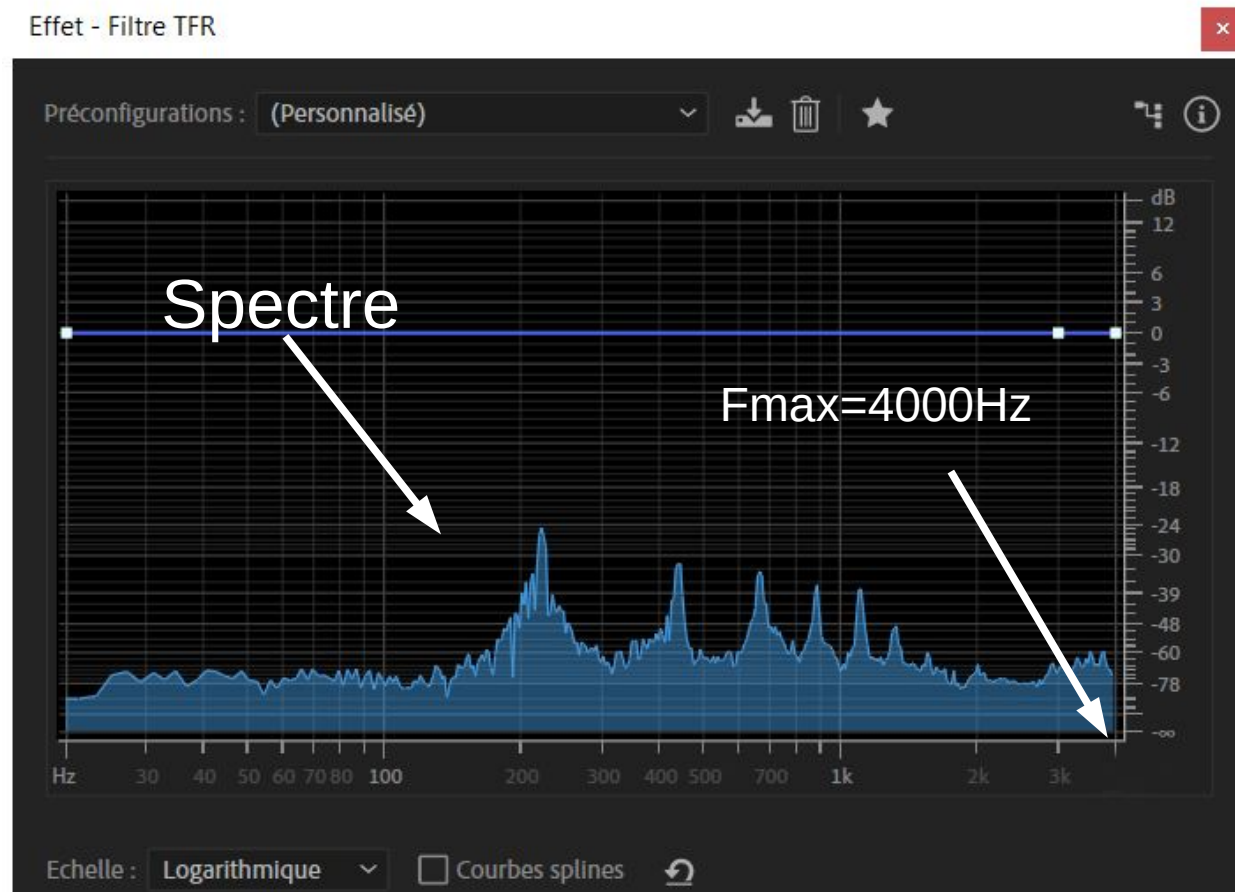 Effet - Filtre TFR
Préconfigurations : (Personnalisé)
dB
12
6
3
0
-3
-6
-12
-18
-24
-30
-39
-48
-60
-78
-∞
Spectre
Fmax=4000Hz
Hz 30 40 50 60 70 80 100 200 300 400 500 700 1k 2k 3k
Echelle : Logarithmique Courbes splines